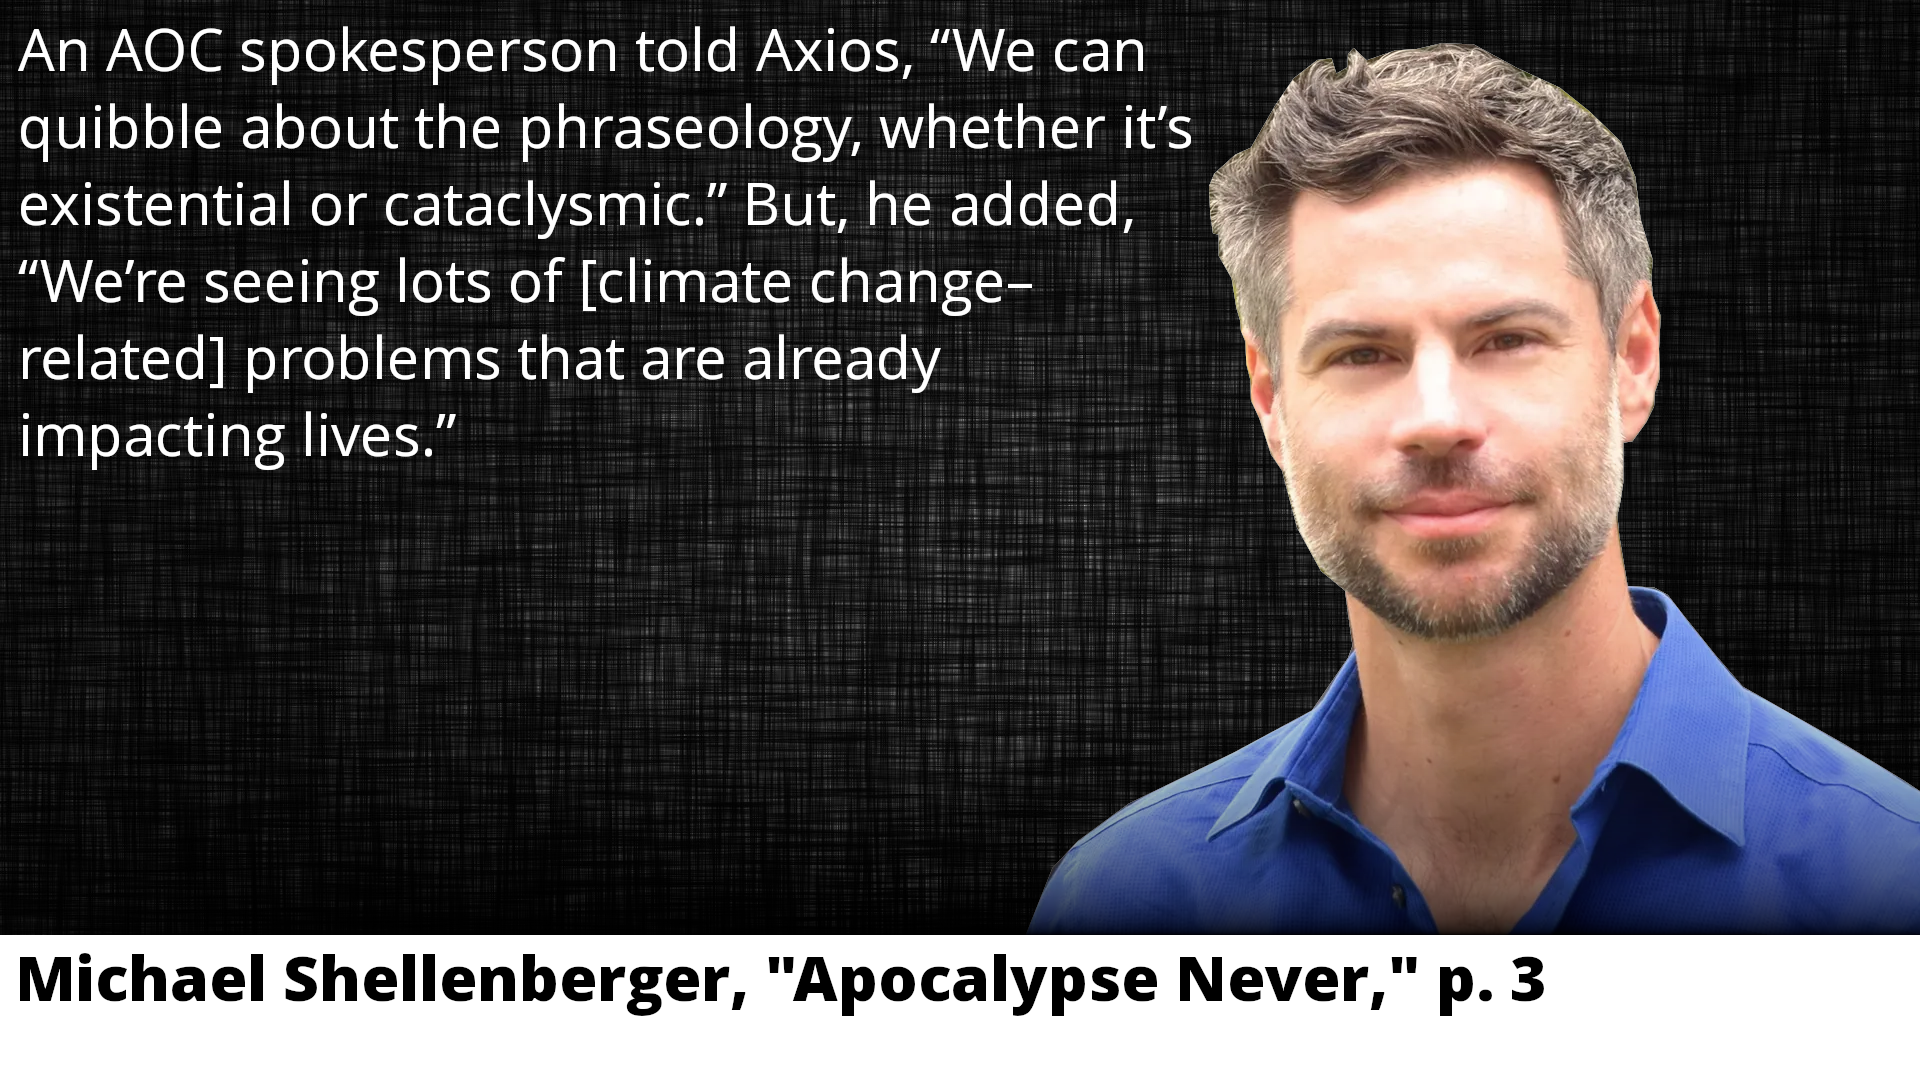 An AOC spokesperson told Axios, “We can
quibble about the phraseology, whether it’s
existential or cataclysmic.” But, he added,
“We’re seeing lots of [climate change–
related] problems that are already
impacting lives.”
Michael Shellenberger, "Apocalypse Never," p. 3